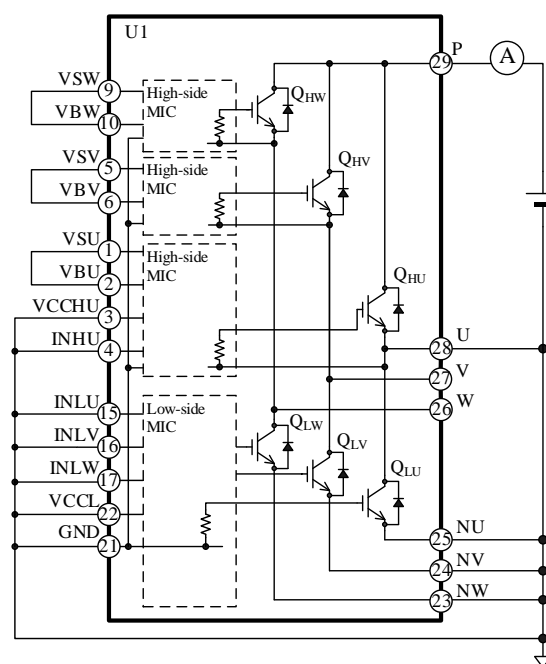 U1
P
A
29
VSW
9
VBW
10
High-side
MIC
QHW
VSV
5
VBV
6
High-side
MIC
QHV
VSU
1
VBU
2
VCCHU
3
INHU
4
High-side
MIC
QHU
U
28
V
27
W
26
INLU
15
INLV
16
INLW
17
VCCL
22
GND
21
Low-side
MIC
QLW
QLV
QLU
NU
25
NV
24
NW
23